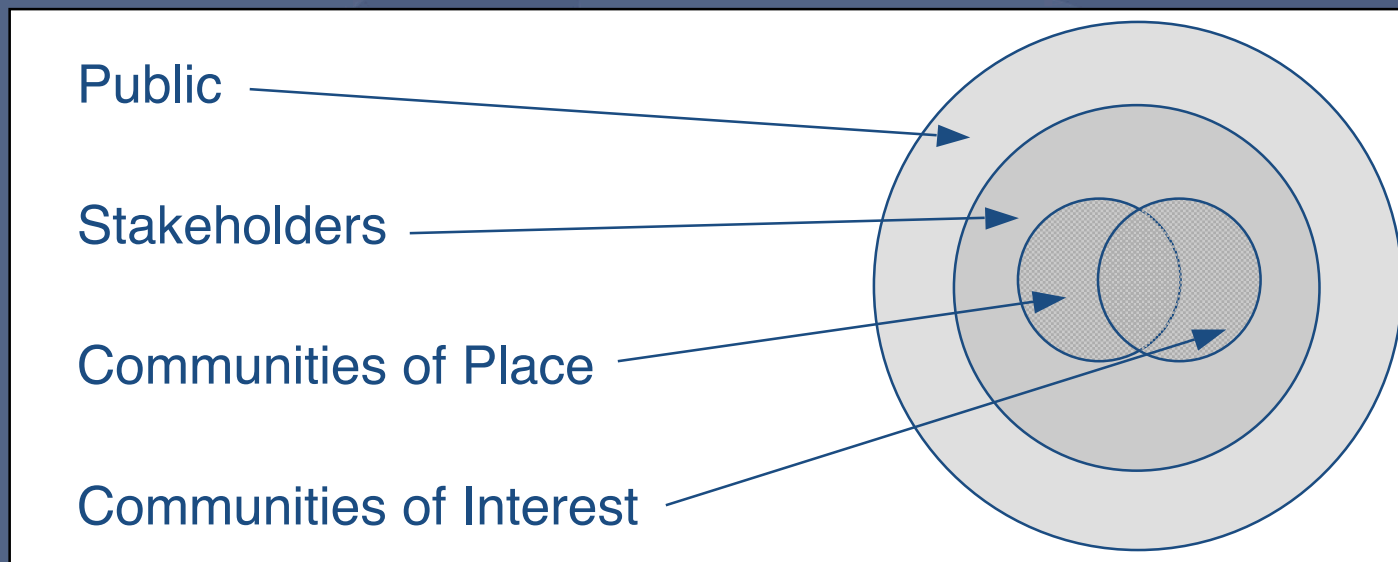 Public
Stakeholders
Communities of Place
Communities of Interest